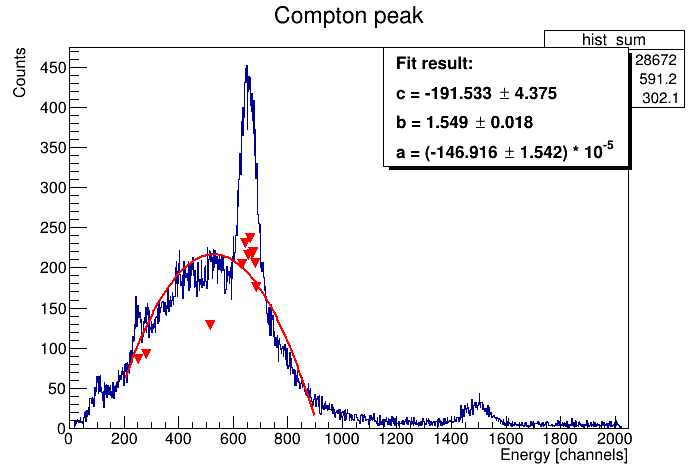 Compton peak
hist_sum
28672
591.2
302.1
Fit result:
c = -191.533 ± 4.375
b = 1.549 ± 0.018
a = (-146.916 ± 1.542) * 10^-5
Counts
450
400
350
300
250
200
150
100
50
0
0 200 400 600 800 1000 1200 1400 1600 1800 2000
Energy [channels]